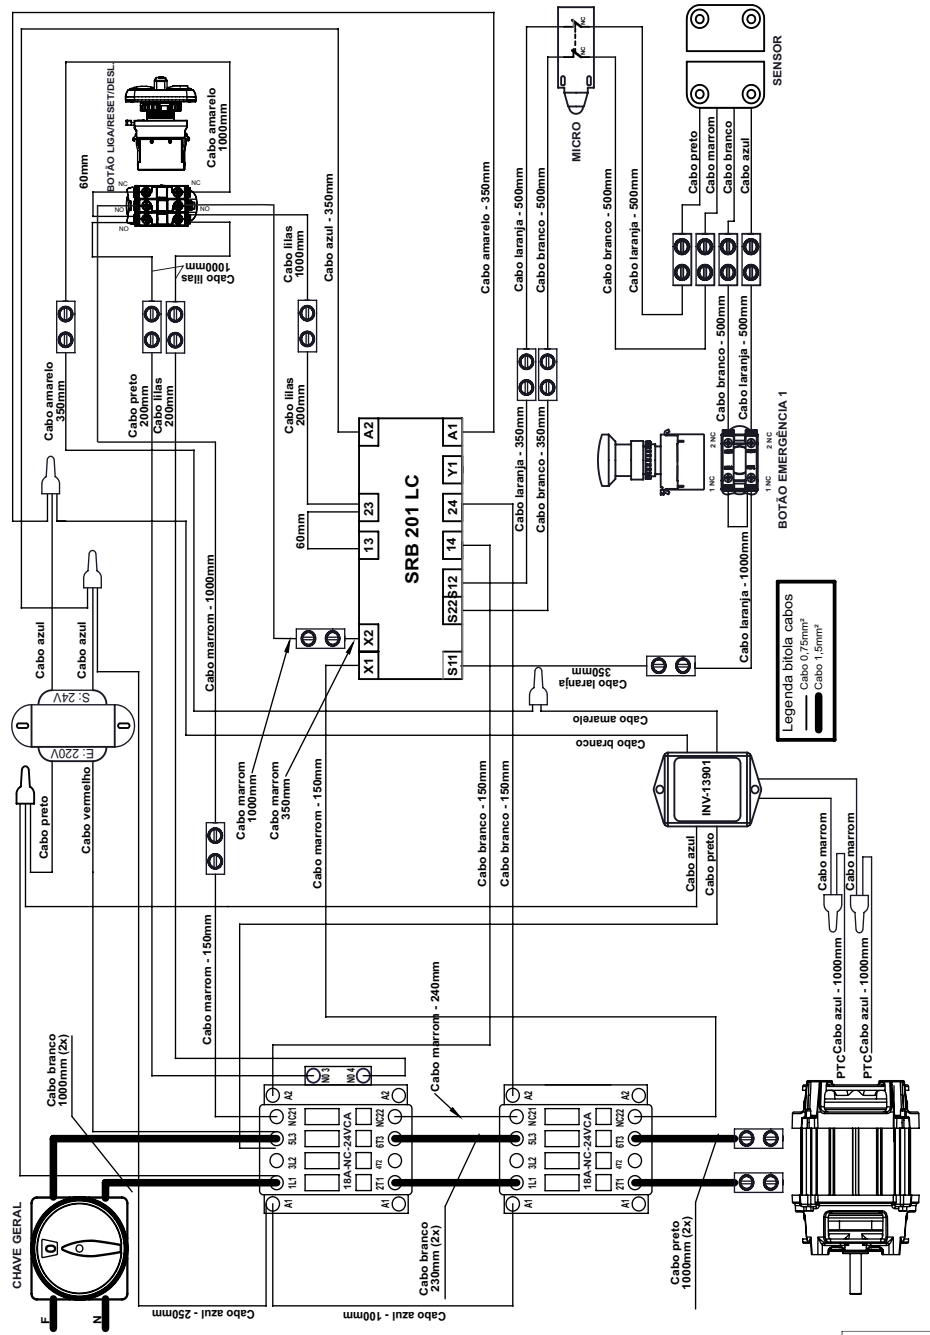 BOTÃO LIGA/RESET/DESL.
60mm
NC
NC
NO
NO
NO
Cabo amarelo
1000mm
Cabo lilas
1000mm
Cabo lilas
1000mm
Cabo azul - 350mm
Cabo amarelo - 350mm
MICRO
NC
NC
Cabo laranja - 500mm
Cabo branco - 500mm
Cabo branco - 500mm
Cabo laranja - 500mm
SENSOR
Cabo preto
Cabo marrom
Cabo branco
Cabo azul
Cabo amarelo
350mm
Cabo preto
200mm
Cabo lilas
200mm
Cabo lilas
200mm
Cabo branco - 500mm
Cabo laranja - 500mm
Cabo laranja - 350mm
Cabo branco - 350mm
SRB 201 LC
A2
23
13
X2
X1
A1
Y1
24
14
S12
S22
S11
60mm
BOTÃO EMERGÊNCIA 1
1 NC
2 NC
1 NC
2 NC
Cabo laranja - 1000mm
Cabo laranja
350mm
Cabo azul
Cabo azul
S: 24V
E: 220V
Cabo preto
Cabo vermelho
Cabo marrom - 1000mm
Cabo marrom
1000mm
Cabo marrom
350mm
Cabo marrom - 150mm
Cabo marrom - 150mm
Cabo branco - 150mm
Cabo branco - 150mm
Cabo amarelo
Cabo branco
Legenda bitola cabos
Cabo 0,75mm²
Cabo 1,5mm²
INV-13901
Cabo azul
Cabo preto
Cabo marrom
Cabo marrom
PTC
Cabo azul - 1000mm
PTC
Cabo azul - 1000mm
Cabo marrom - 240mm
Cabo branco
1000mm (2x)
CHAVE GERAL
O
F
N
N0 3
N0 4
A2
A2
NC21
5L3
3L2
1L1
A1
18A-NC-24VCA
NC22
6T3
4T2
2T1
A1
A2
A2
NC21
5L3
3L2
1L1
A1
18A-NC-24VCA
NC22
6T3
4T2
2T1
A1
Cabo branco
230mm (2x)
Cabo preto
1000mm (2x)
Cabo azul - 250mm
Cabo azul - 100mm